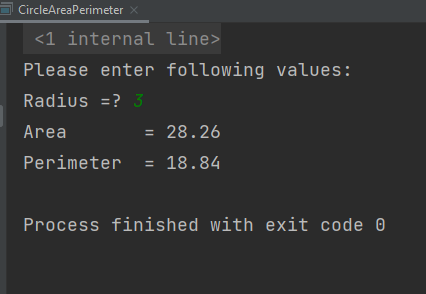 CircleAreaPerimeter ×
<1 internal line>
Please enter following values:
Radius =? 3
Area       = 28.26
Perimeter  = 18.84
Process finished with exit code 0